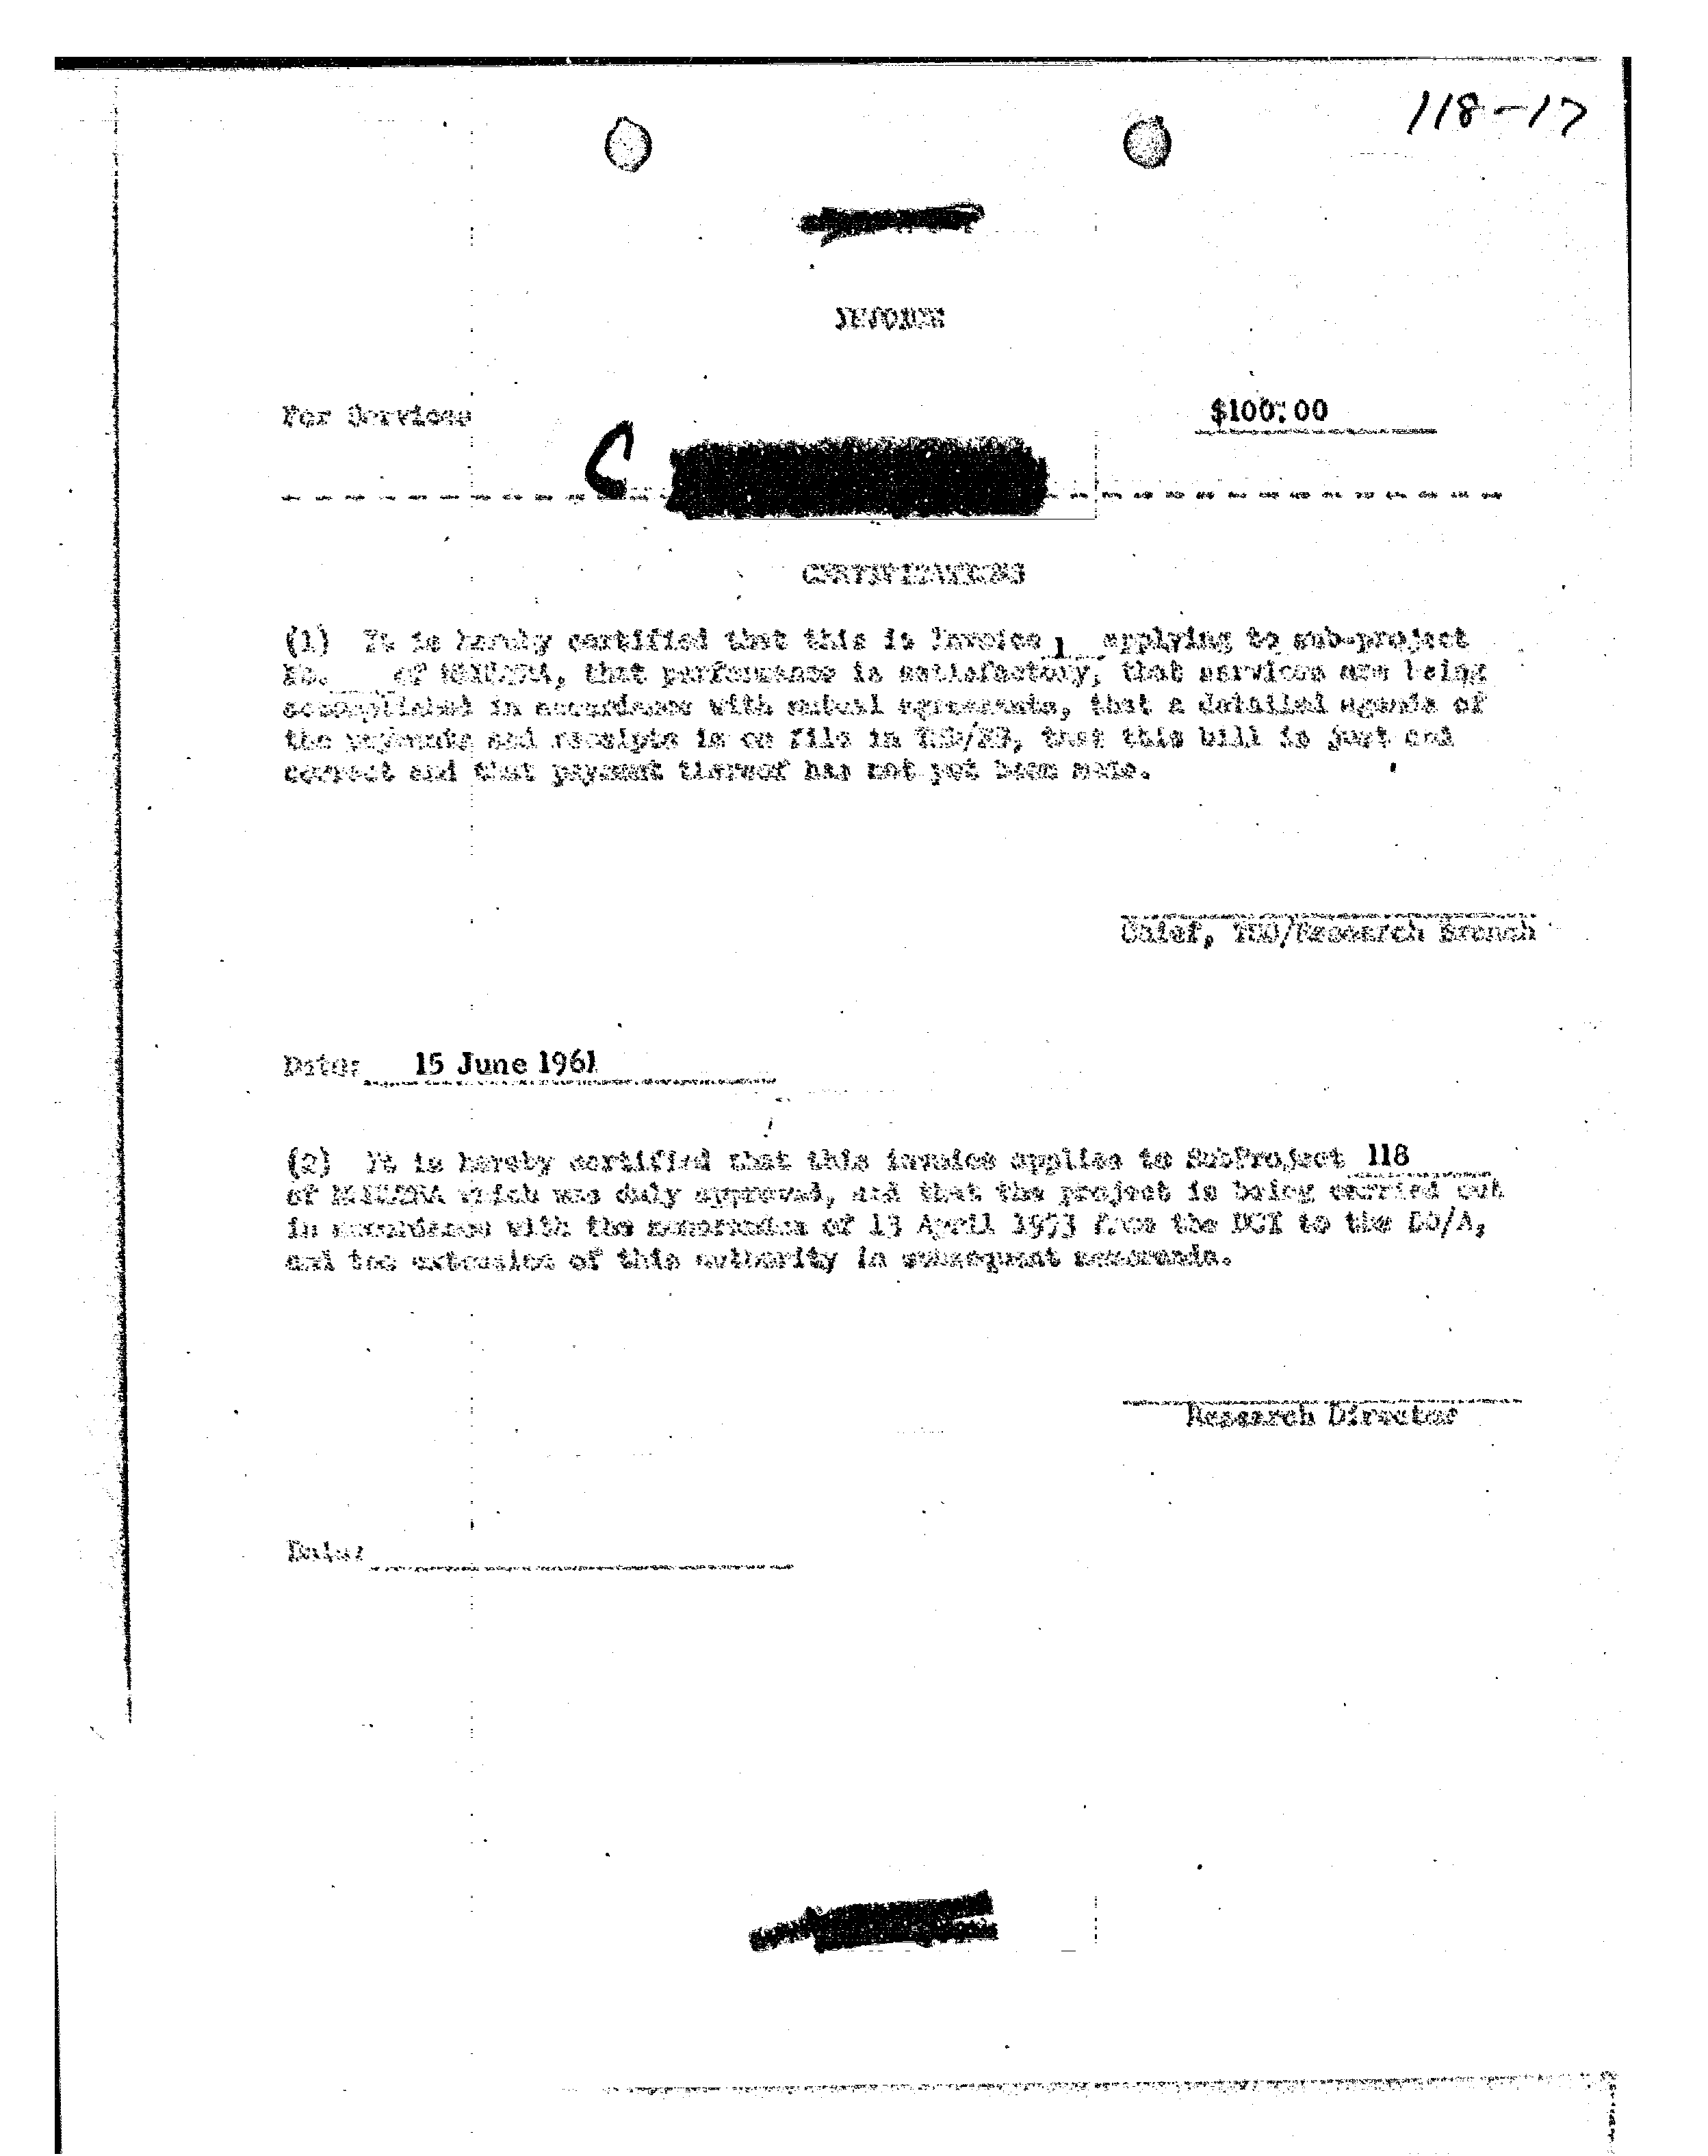 118-17
INVOICE
For Services $100.00
C
CERTIFICATIONS
(1) It is hereby certified that this is Invoice 1 applying to sub-project
No. of MKULTRA, that performance is satisfactory, that services are being
accomplished in accordance with mutual agreements, that a detailed agenda of
the payments and receipts is on file in TSD/RB, that this bill is just and
correct and that payment thereof has not yet been made.
Chief, TSD/Research Branch
Date: 15 June 1961
(2) It is hereby certified that this invoice applies to SubProject 118
of MKULTRA which was duly approved, and that the project is being carried out
in accordance with the memorandum of 13 April 1953 from the DCI to the DD/A,
and the extension of this authority in subsequent memoranda.
Research Director
Date: